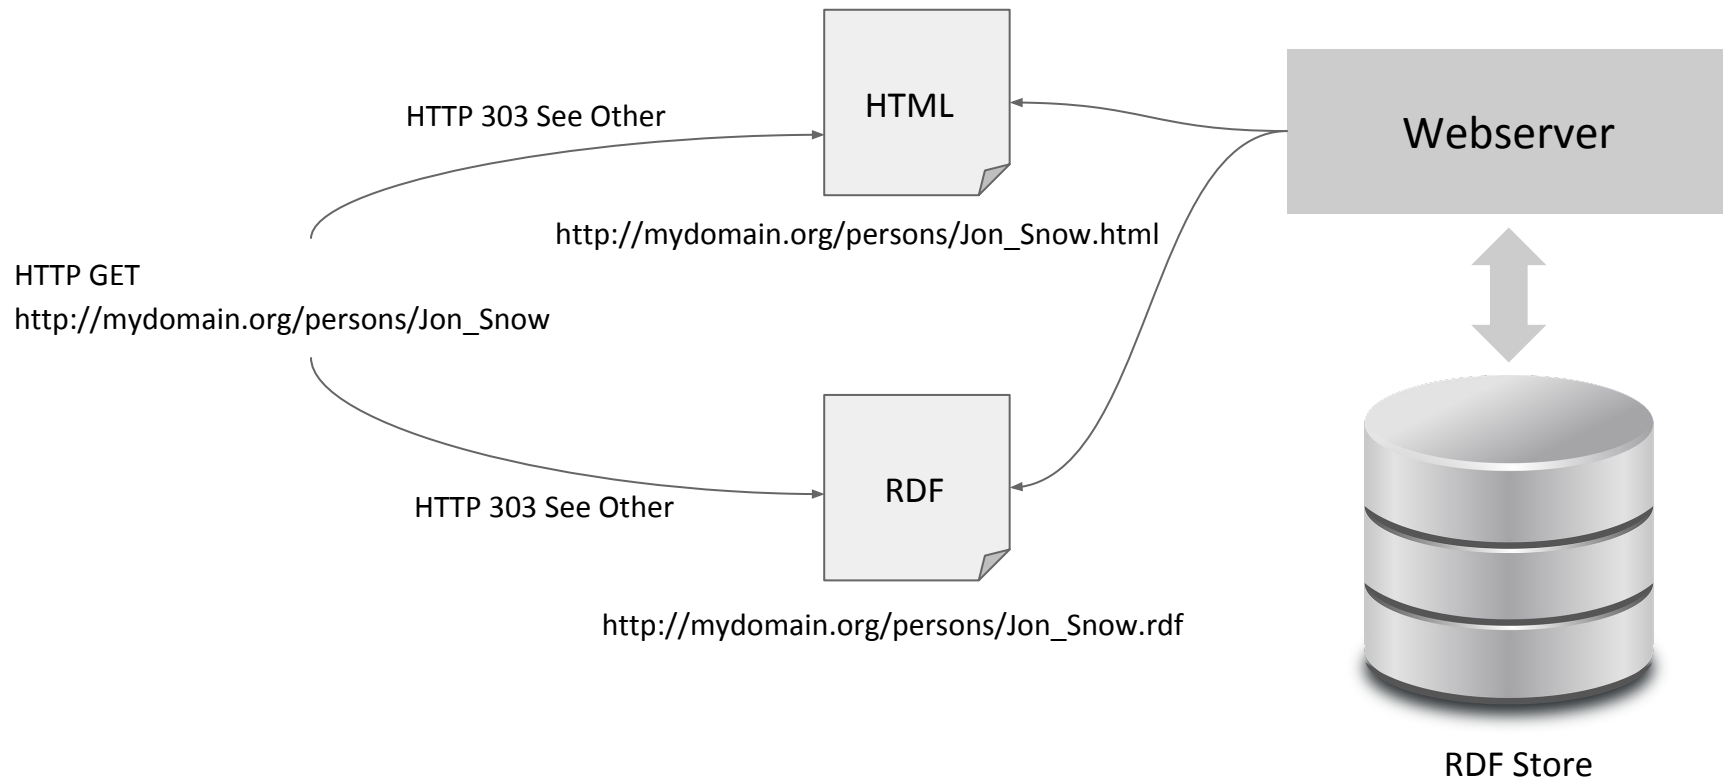 HTTP 303 See Other
HTML
Webserver
http://mydomain.org/persons/Jon_Snow.html
HTTP GET
http://mydomain.org/persons/Jon_Snow
HTTP 303 See Other
RDF
http://mydomain.org/persons/Jon_Snow.rdf
RDF Store